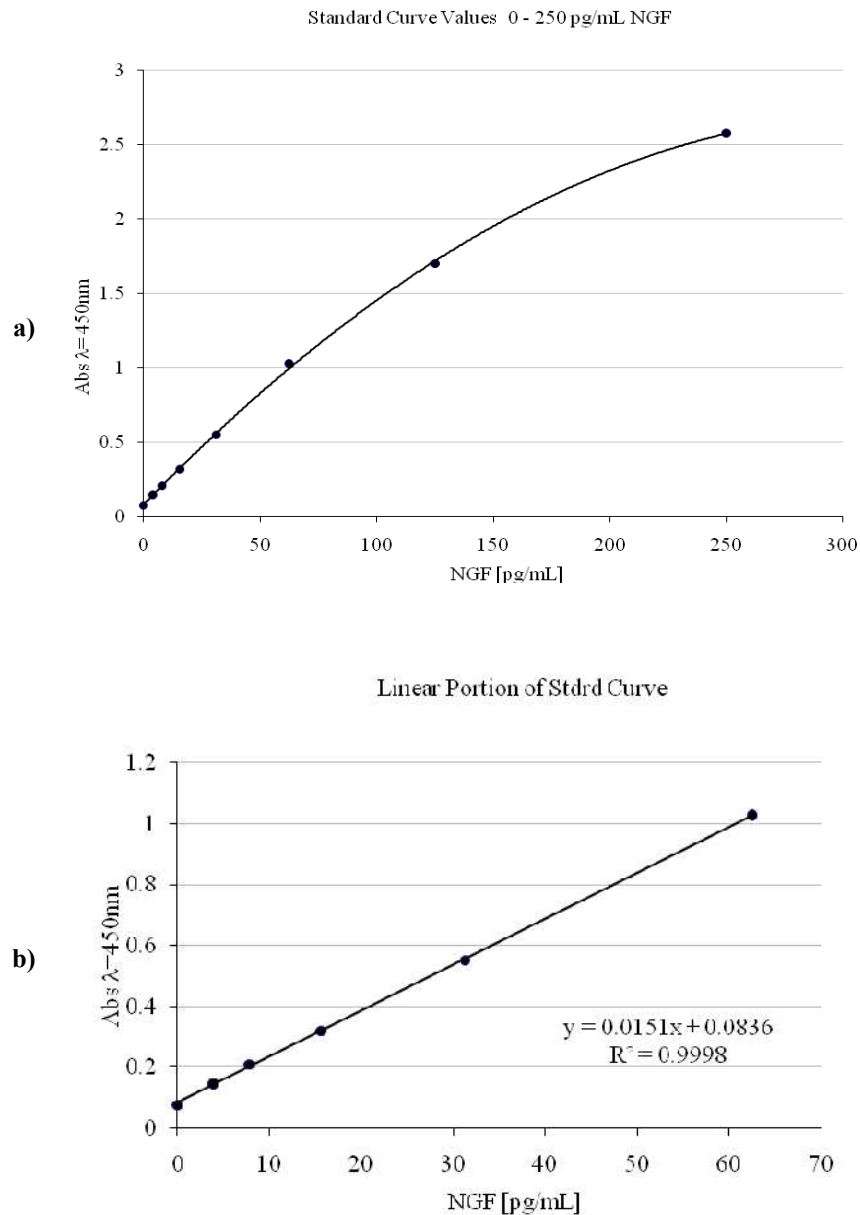 Standard Curve Values 0 - 250 pg/mL NGF
3
2.5
2
1.5
1
0.5
0
Abs λ=450nm
a)
0 50 100 150 200 250 300
NGF [pg/mL]
Linear Portion of Stdrd Curve
1.2
1
0.8
0.6
0.4
0.2
0
Abs λ=450nm
b)
y = 0.0151x + 0.0836
R² = 0.9998
0 10 20 30 40 50 60 70
NGF [pg/mL]